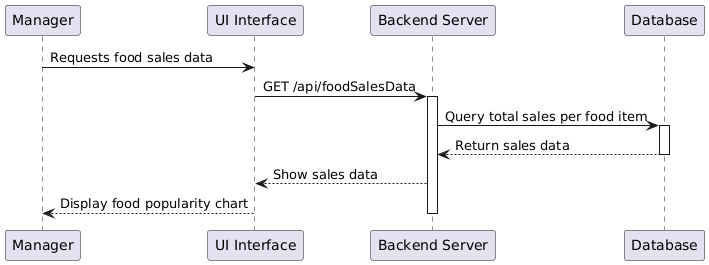 Manager
UI Interface
Backend Server
Database
Requests food sales data
GET /api/foodSalesData
Query total sales per food item
Return sales data
Show sales data
Display food popularity chart
Manager
UI Interface
Backend Server
Database